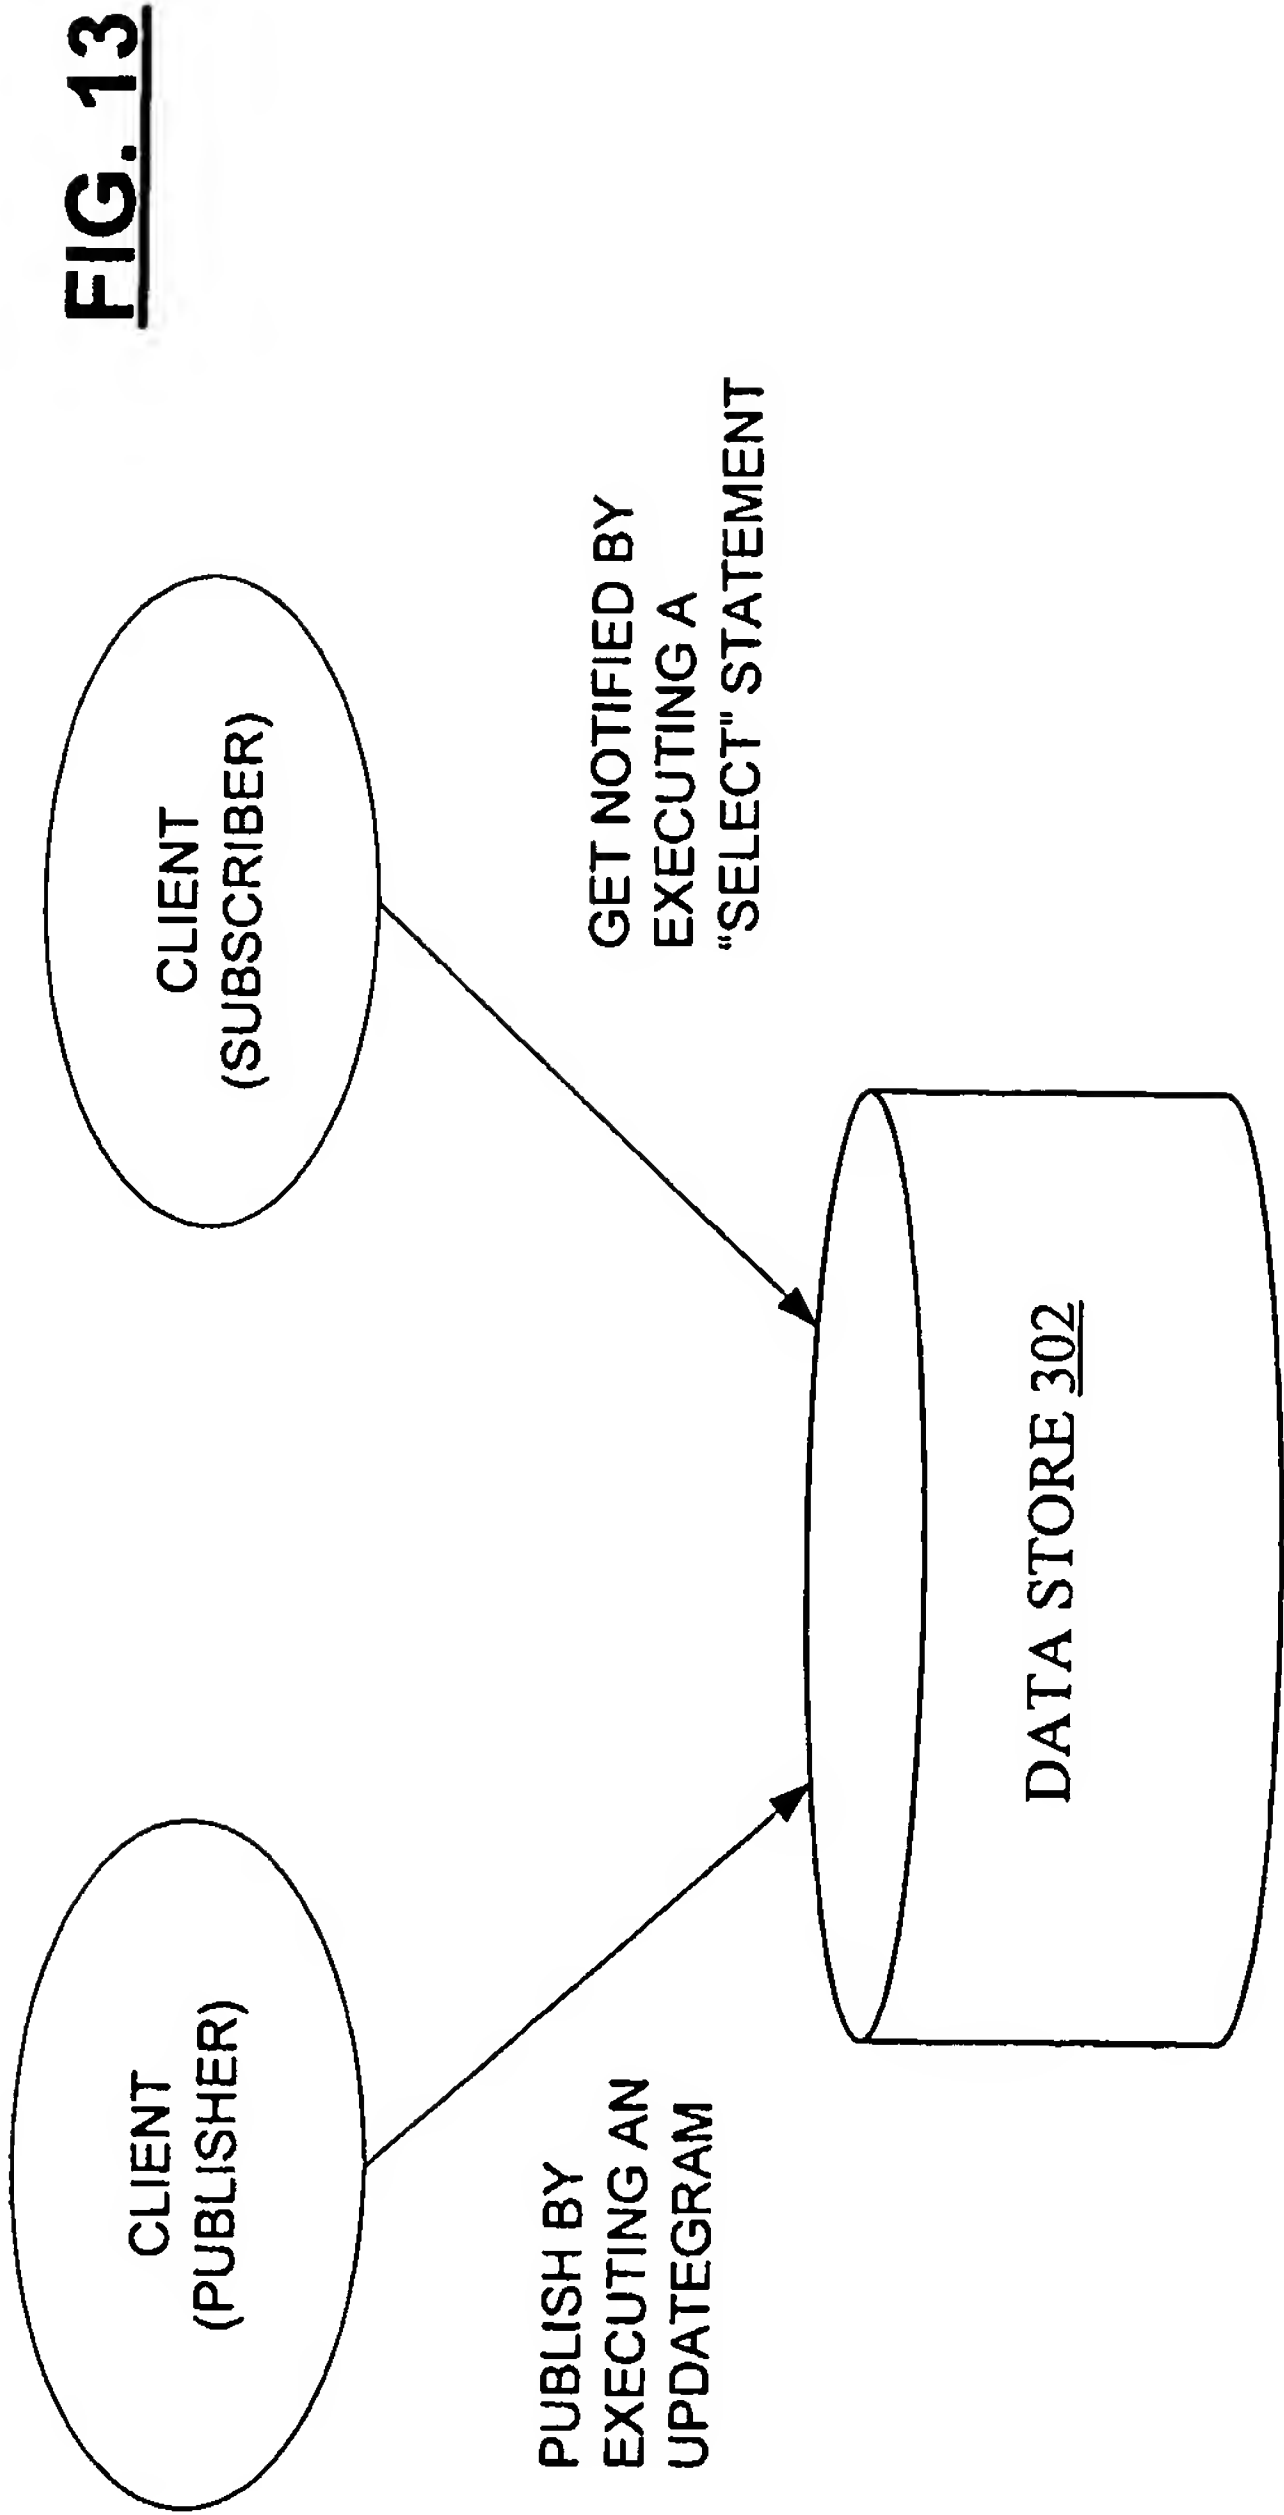 FIG. 13
CLIENT
(PUBLISHER)
CLIENT
(SUBSCRIBER)
PUBLISH BY
EXECUTING AN
UPDATEGRAM
GET NOTIFIED BY
EXECUTING A
"SELECT" STATEMENT
DATA STORE 302